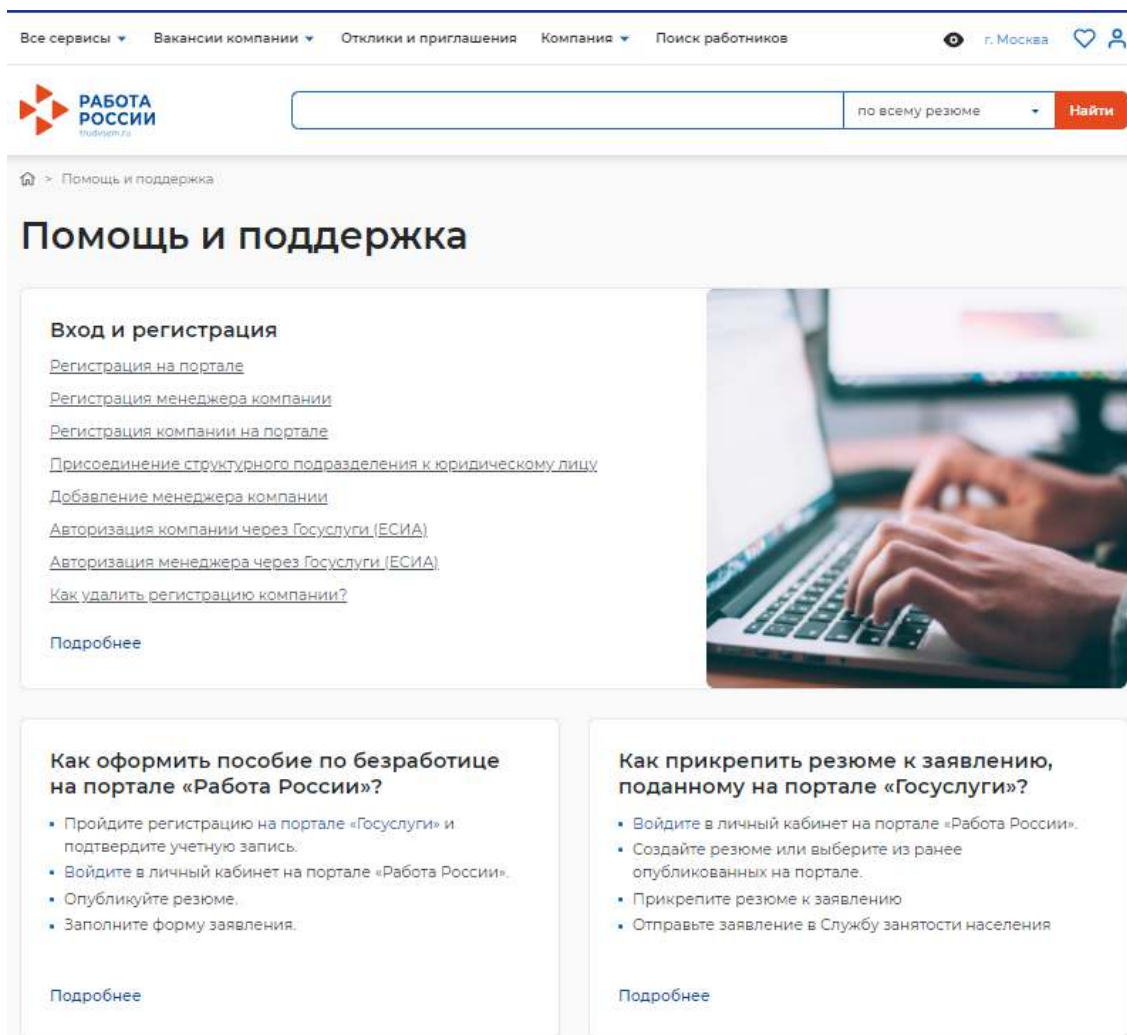 Все сервисы Вакансии компании Отклики и приглашения Компания Поиск работников г. Москва
РАБОТА
РОССИИ
trudvsem.ru
по всему резюме Найти
> Помощь и поддержка
Помощь и поддержка
Вход и регистрация
Регистрация на портале
Регистрация менеджера компании
Регистрация компании на портале
Присоединение структурного подразделения к юридическому лицу
Добавление менеджера компании
Авторизация компании через Госуслуги (ЕСИА)
Авторизация менеджера через Госуслуги (ЕСИА)
Как удалить регистрацию компании?
Подробнее
Как оформить пособие по безработице
на портале «Работа России»?
▪ Пройдите регистрацию на портале «Госуслуги» и
подтвердите учетную запись.
▪ Войдите в личный кабинет на портале «Работа России».
▪ Опубликуйте резюме.
▪ Заполните форму заявления.
Подробнее
Как прикрепить резюме к заявлению,
поданному на портале «Госуслуги»?
▪ Войдите в личный кабинет на портале «Работа России».
▪ Создайте резюме или выберите из ранее
опубликованных на портале.
▪ Прикрепите резюме к заявлению
▪ Отправьте заявление в Службу занятости населения
Подробнее